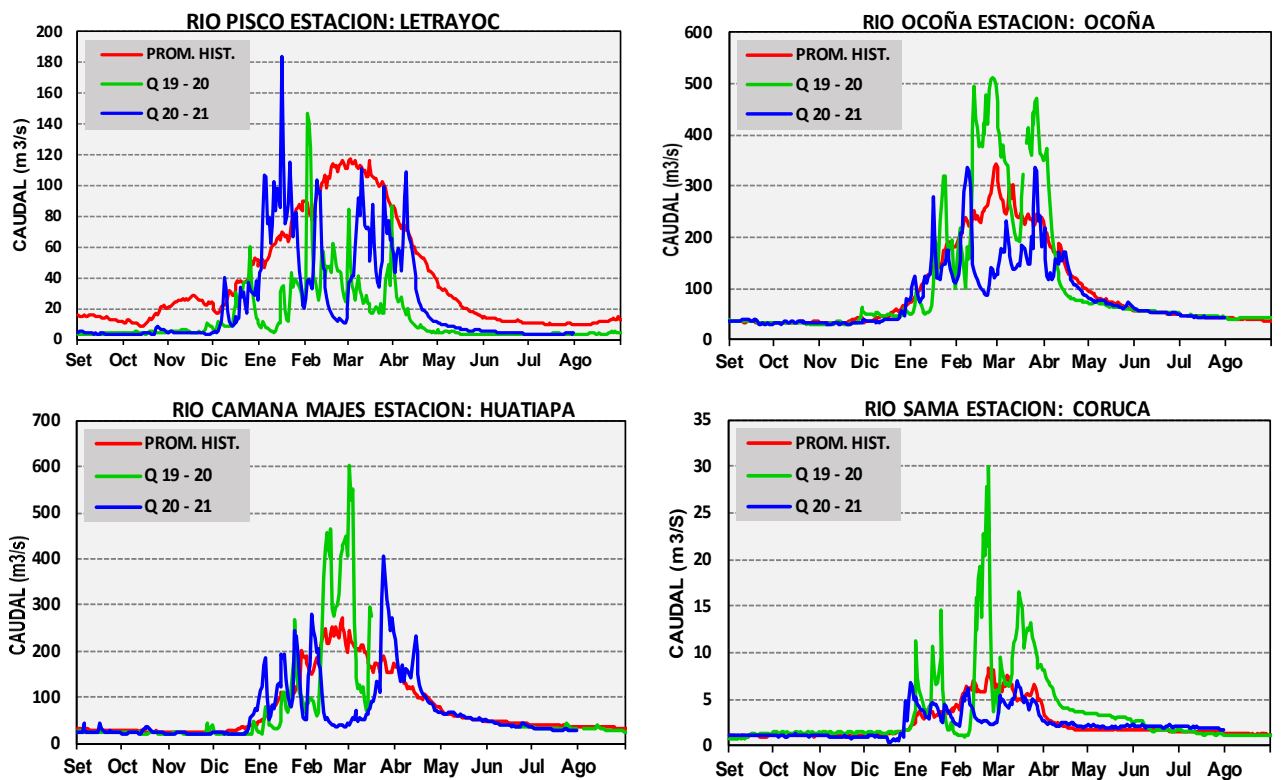 RIO PISCO ESTACION: LETRAYOC
CAUDAL (m3/s)
200
180
160
140
120
100
80
60
40
20
0
PROM. HIST.
Q 19 - 20
Q 20 - 21
Set Oct Nov Dic Ene Feb Mar Abr May Jun Jul Ago
RIO OCOÑA ESTACION: OCOÑA
CAUDAL (m3/s)
600
500
400
300
200
100
0
PROM. HIST.
Q 19 - 20
Q 20 - 21
Set Oct Nov Dic Ene Feb Mar Abr May Jun Jul Ago
RIO CAMANA MAJES ESTACION: HUATIAPA
CAUDAL (m3/s)
700
600
500
400
300
200
100
0
PROM. HIST.
Q 19 - 20
Q 20 - 21
Set Oct Nov Dic Ene Feb Mar Abr May Jun Jul Ago
RIO SAMA ESTACION: CORUCA
CAUDAL (m3/S)
35
30
25
20
15
10
5
0
PROM. HIST.
Q 19 - 20
Q 20 - 21
Set Oct Nov Dic Ene Feb Mar Abr May Jun Jul Ago